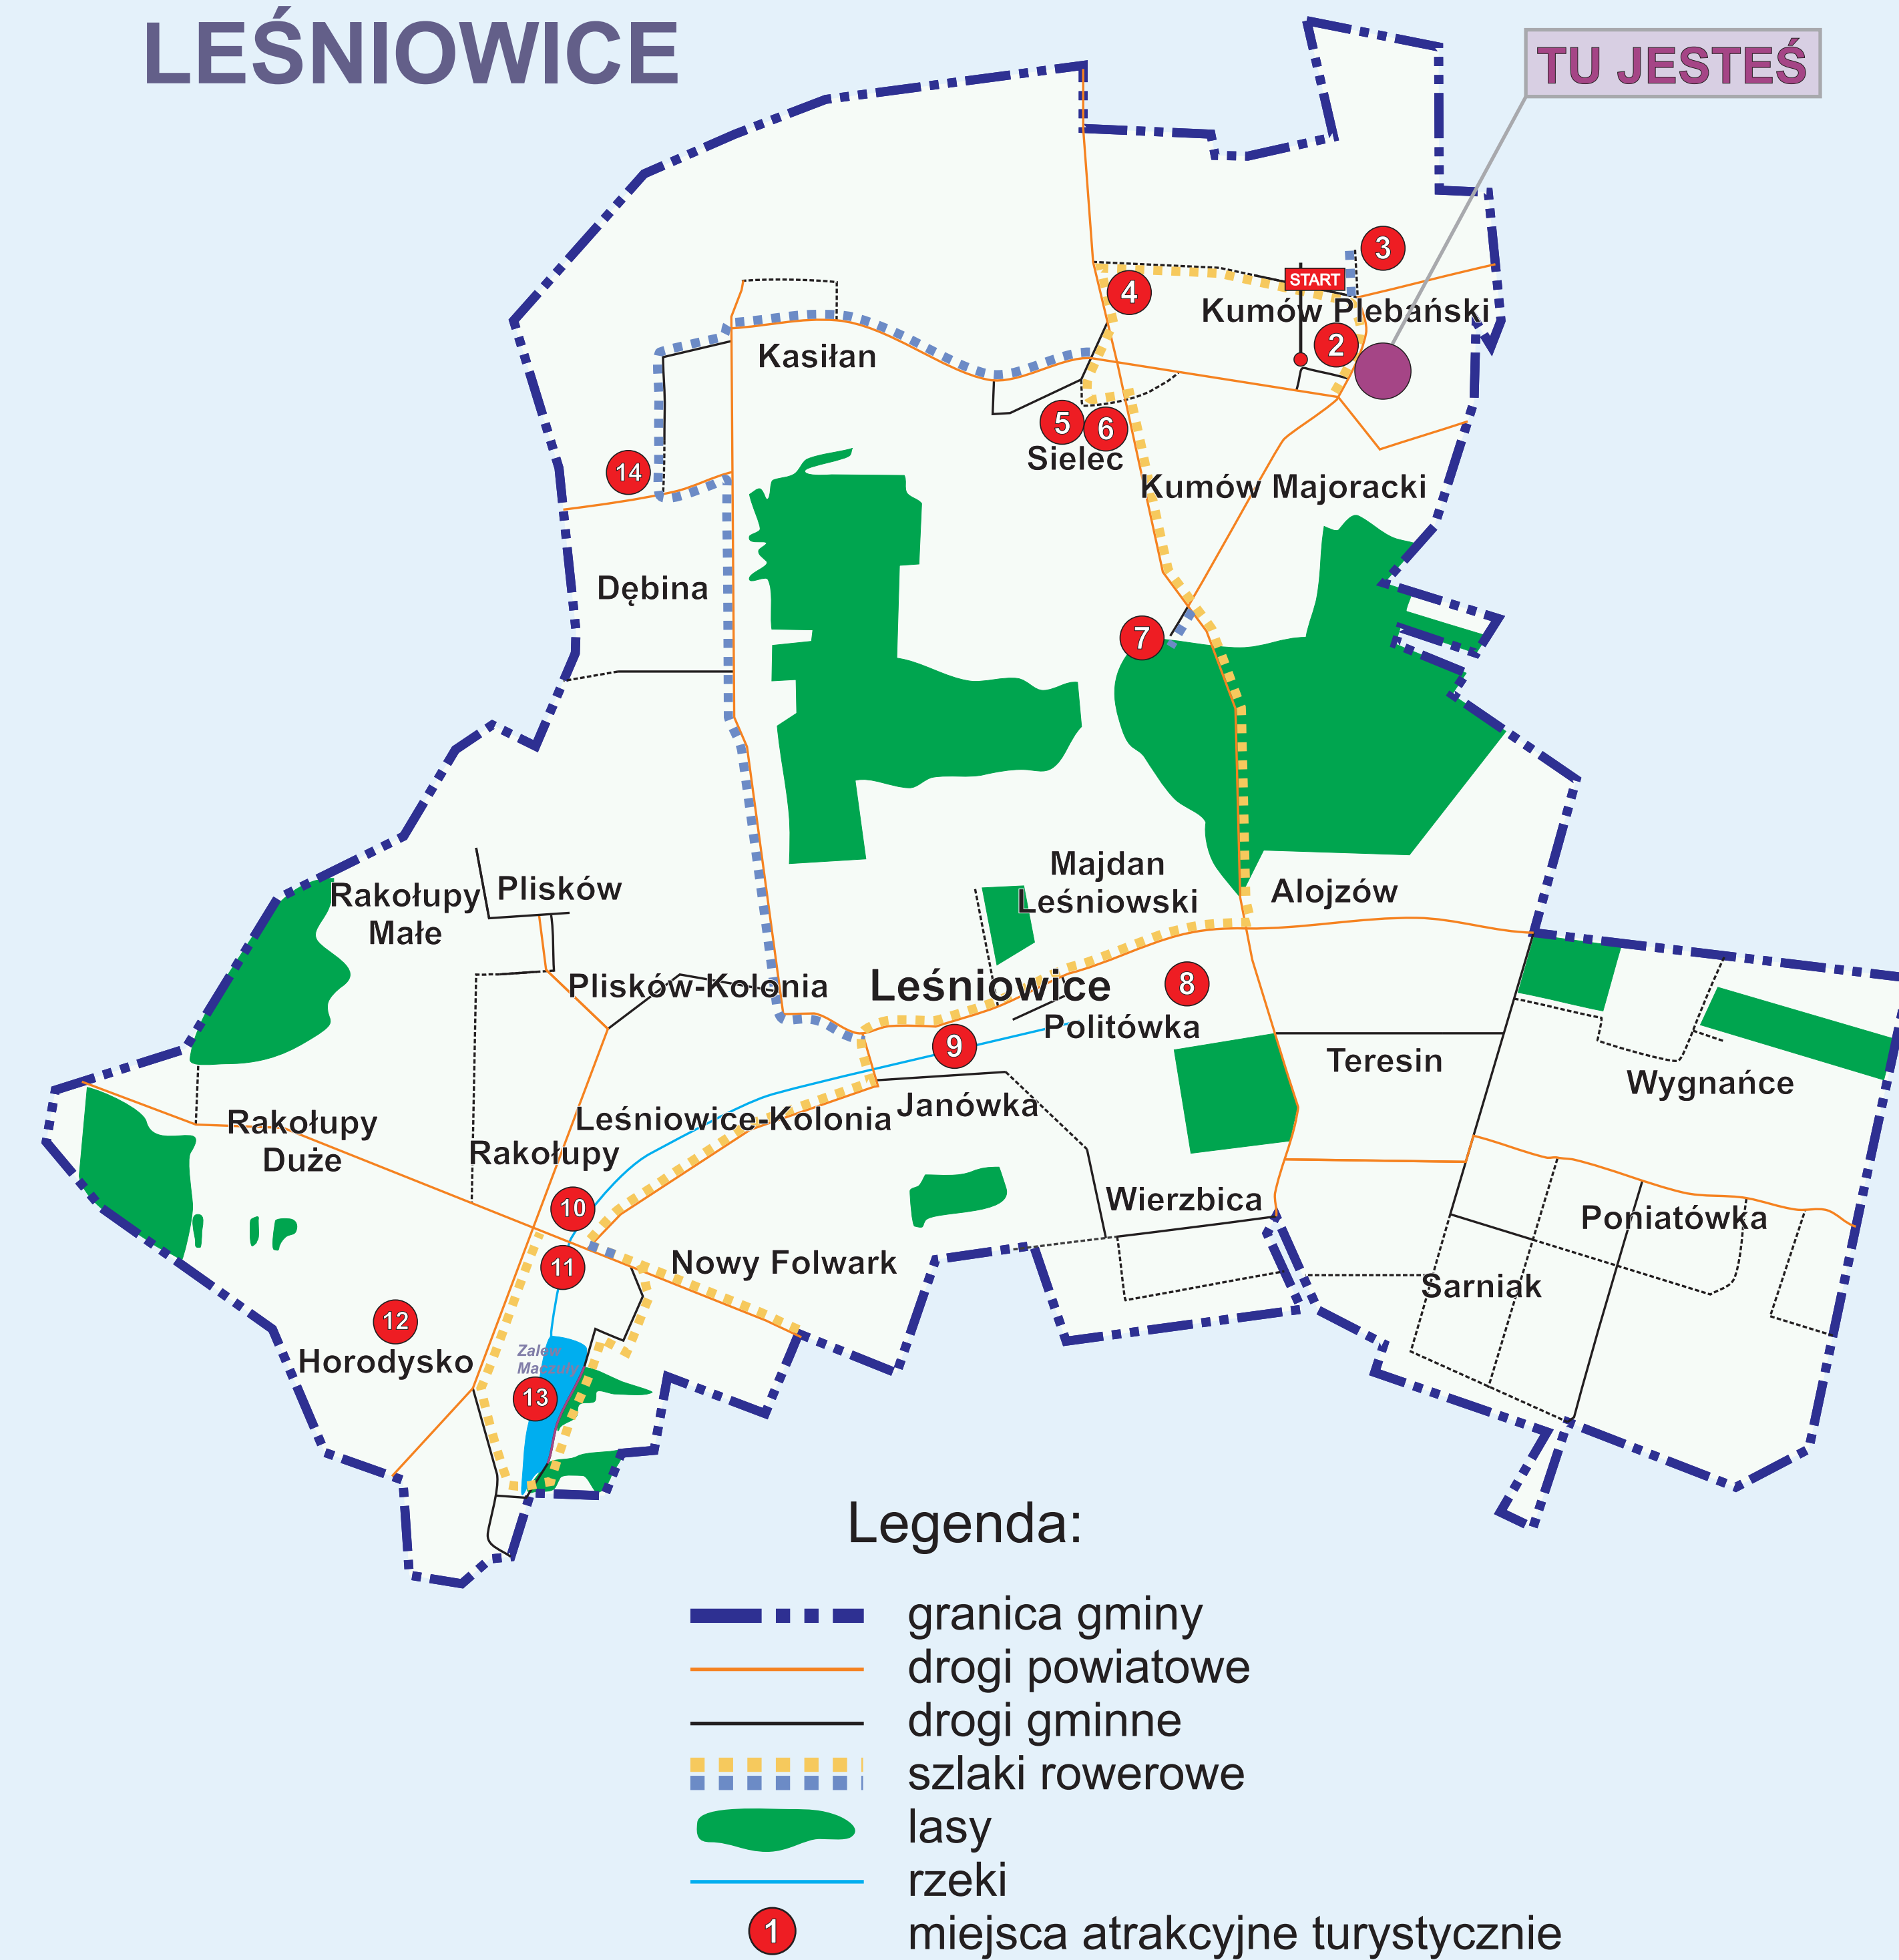 LEŚNIOWICE
TU JESTEŚ
3
START
4
Kumów Plebański
2
Kasiłan
5
6
Sielec
14
Kumów Majoracki
Dębina
7
Majdan
Leśniowski
Alojzów
Rakołupy
Małe
Plisków
Plisków-Kolonia
Leśniowice
8
Politówka
9
Teresin
Wygnańce
Janówka
Leśniowice-Kolonia
Rakołupy
Duże
Rakołupy
Wierzbica
10
Poniatówka
11
Nowy Folwark
Sarniak
12
Horodysko
Zalew
Maczuły
13
Legenda:
granica gminy
drogi powiatowe
drogi gminne
szlaki rowerowe
lasy
rzeki
1
miejsca atrakcyjne turystycznie